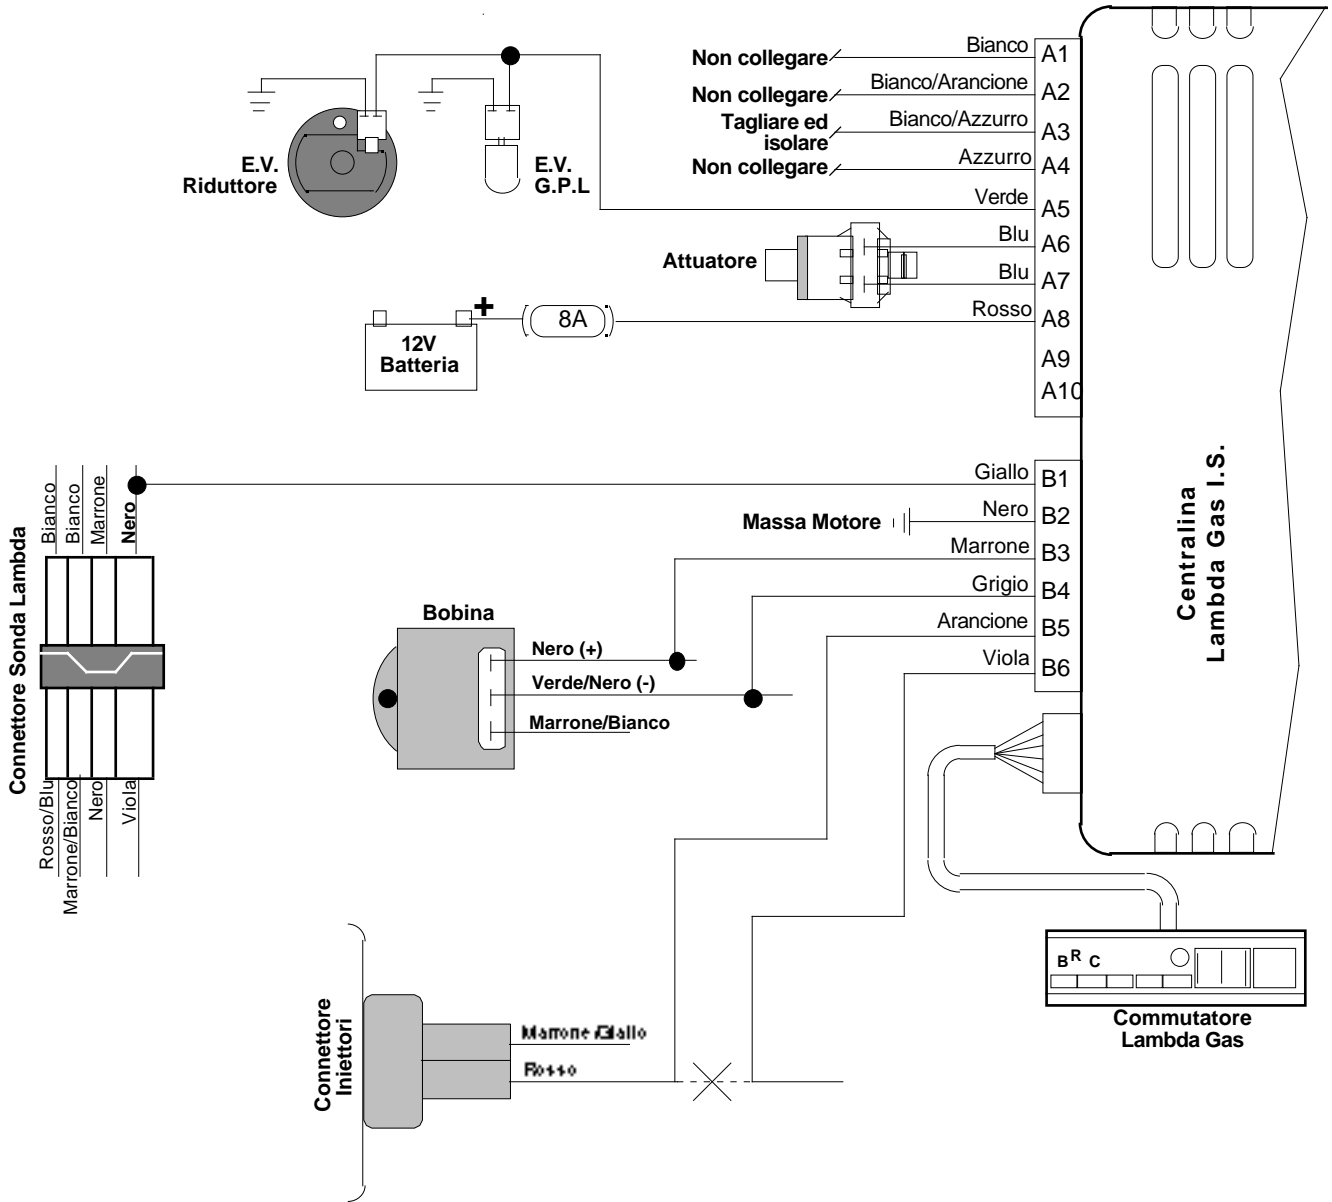 Bianco A1
Non collegare
Bianco/Arancione A2
Non collegare
Bianco/Azzurro A3
Tagliare ed
isolare
Azzurro A4
Non collegare
E.V.
Riduttore
E.V.
G.P.L
Verde A5
Blu A6
Attuatore
Blu A7
Rosso A8
+
8A
12V
Batteria
A9
A10
Centralina
Lambda Gas I.S.
Giallo B1
Nero B2
Massa Motore
Marrone B3
Grigio B4
Arancione B5
Viola B6
Connettore Sonda Lambda
Bianco
Bianco
Marrone
Nero
Rosso/Blu
Marrone/Bianco
Nero
Viola
Bobina
Nero (+)
Verde/Nero (-)
Marrone/Bianco
Connettore
Iniettori
Marrone/Giallo
Rosso
B R C
Commutatore
Lambda Gas